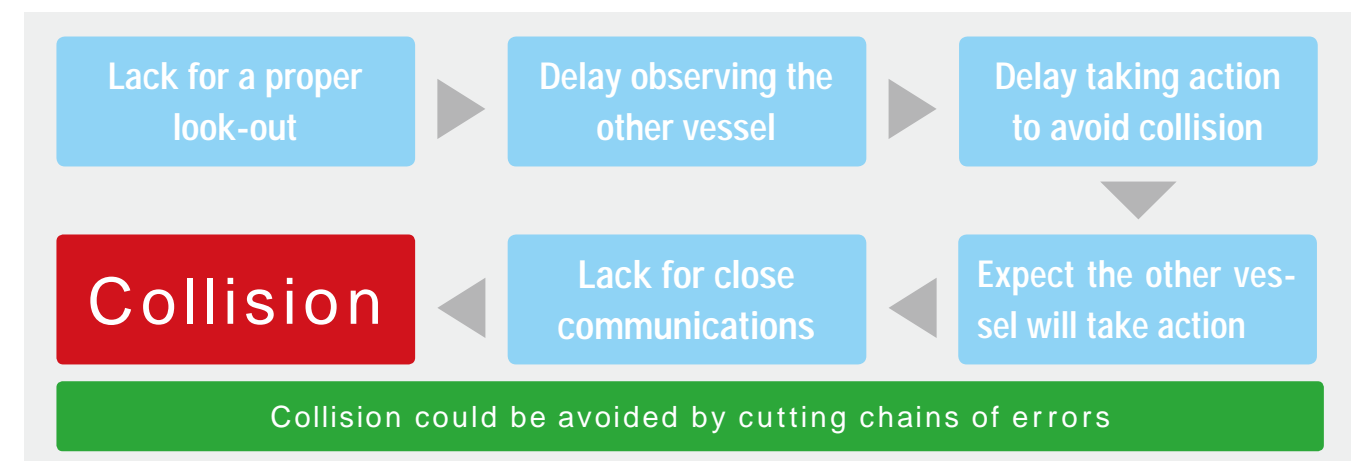 Lack for a proper
look-out
Delay observing the
other vessel
Delay taking action
to avoid collision
Expect the other ves-
sel will take action
Lack for close
communications
Collision
Collision could be avoided by cutting chains of errors